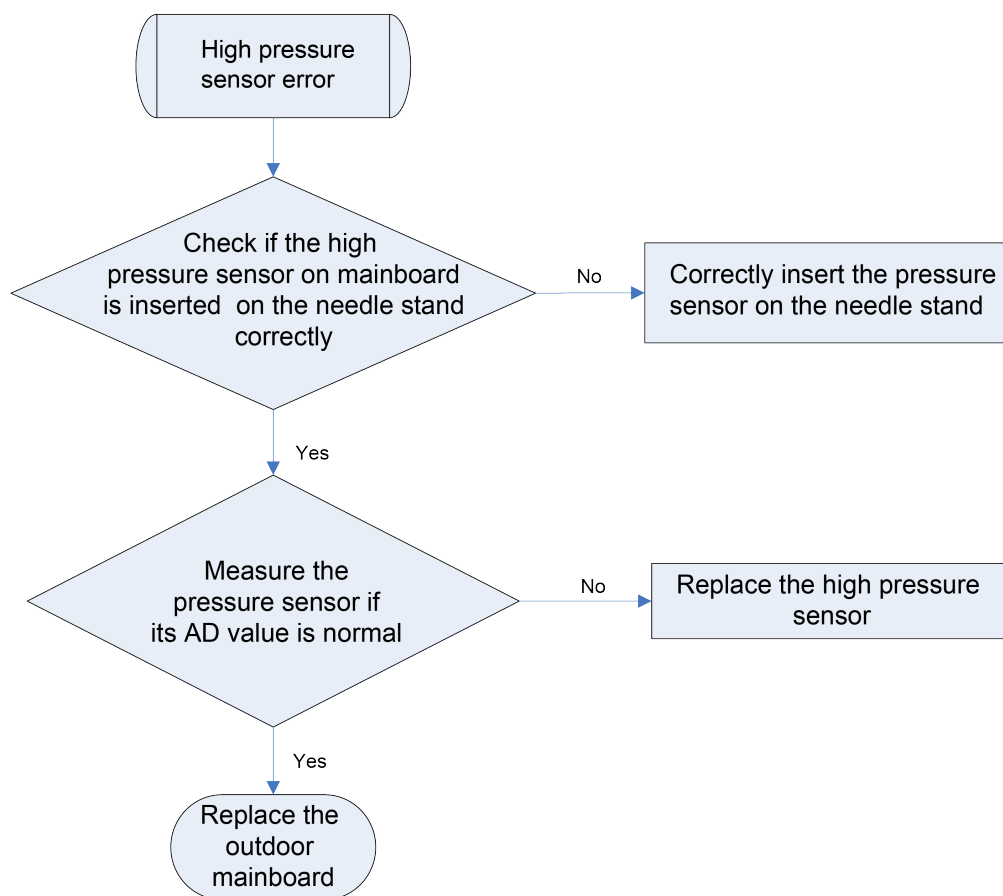 High pressure
sensor error
Check if the high
pressure sensor on mainboard
is inserted on the needle stand
correctly
No
Correctly insert the pressure
sensor on the needle stand
Yes
Measure the
pressure sensor if
its AD value is normal
No
Replace the high pressure
sensor
Yes
Replace the
outdoor
mainboard